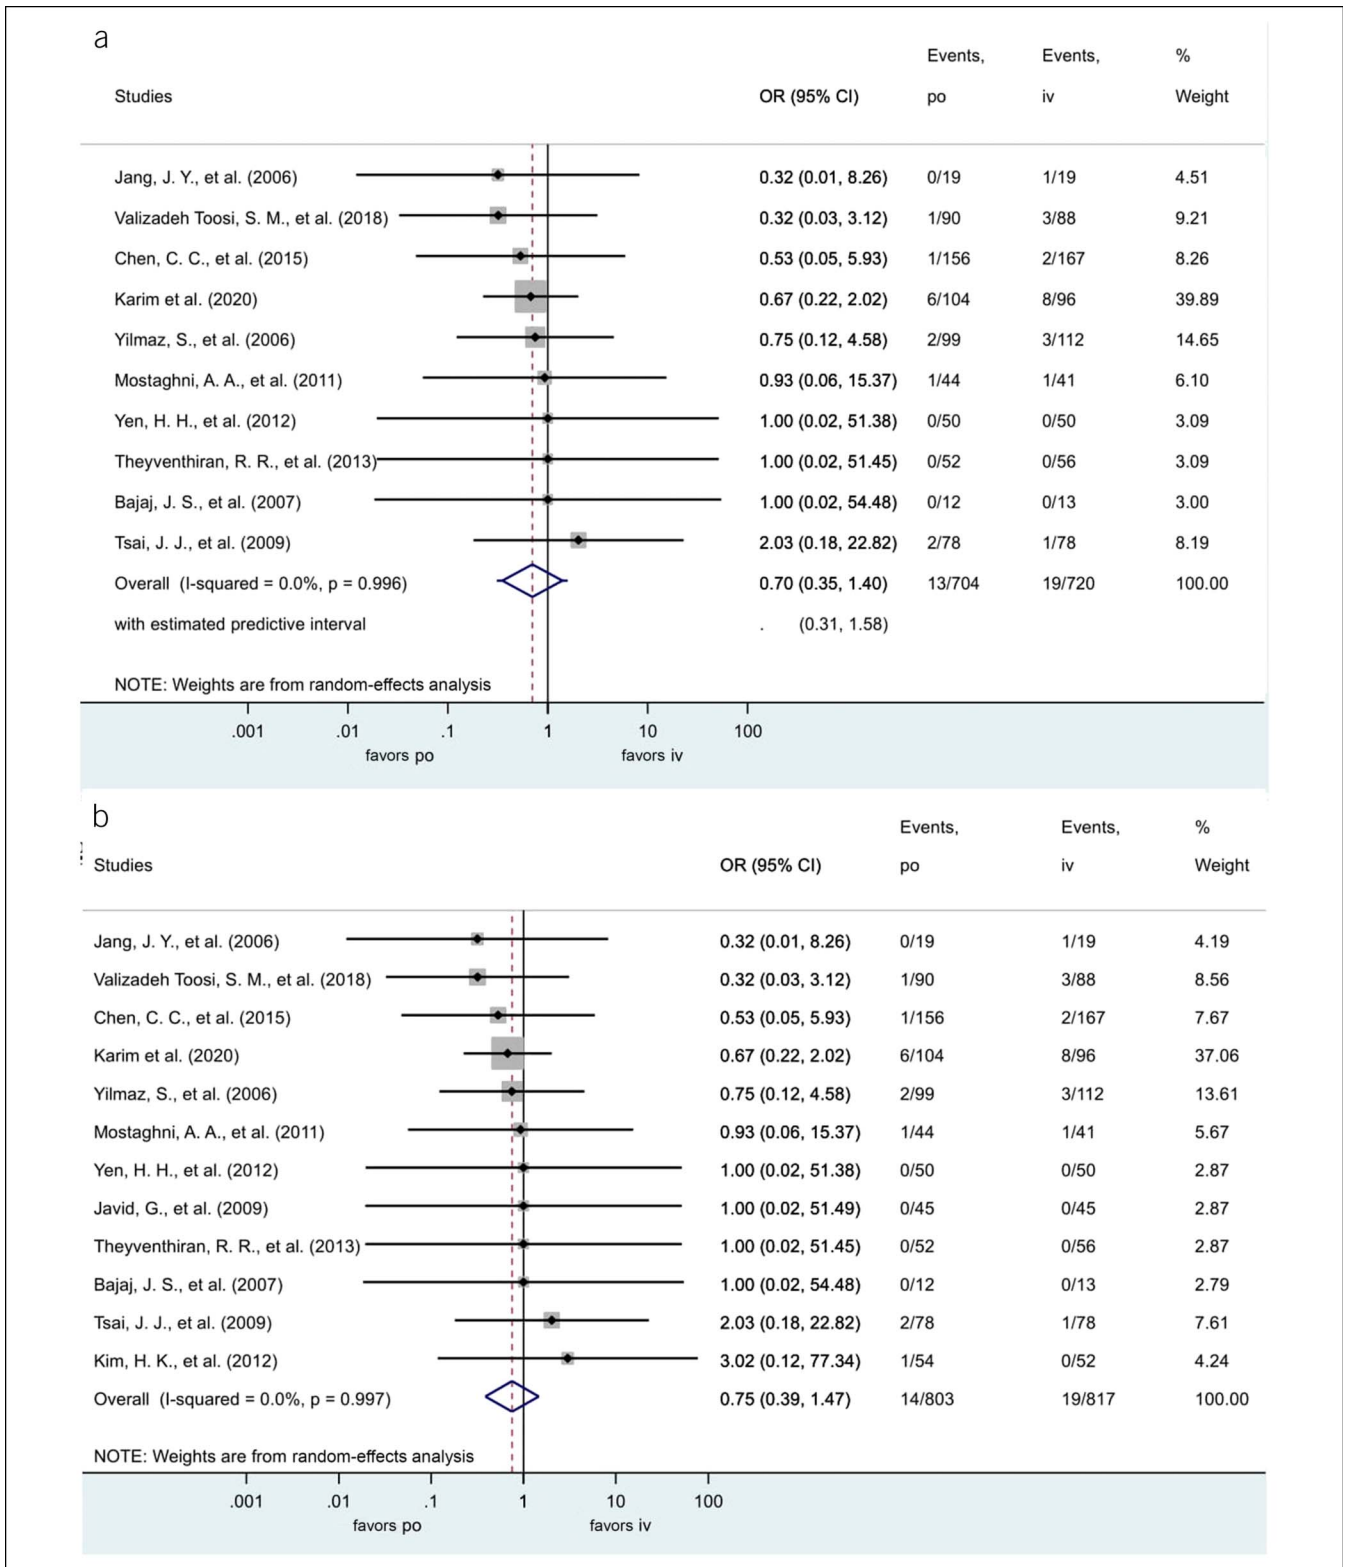 a
Events, Events, %
Studies OR (95% CI) po iv Weight
Jang, J. Y., et al. (2006) 0.32 (0.01, 8.26) 0/19 1/19 4.51
Valizadeh Toosi, S. M., et al. (2018) 0.32 (0.03, 3.12) 1/90 3/88 9.21
Chen, C. C., et al. (2015) 0.53 (0.05, 5.93) 1/156 2/167 8.26
Karim et al. (2020) 0.67 (0.22, 2.02) 6/104 8/96 39.89
Yilmaz, S., et al. (2006) 0.75 (0.12, 4.58) 2/99 3/112 14.65
Mostaghni, A. A., et al. (2011) 0.93 (0.06, 15.37) 1/44 1/41 6.10
Yen, H. H., et al. (2012) 1.00 (0.02, 51.38) 0/50 0/50 3.09
Theyventhiran, R. R., et al. (2013) 1.00 (0.02, 51.45) 0/52 0/56 3.09
Bajaj, J. S., et al. (2007) 1.00 (0.02, 54.48) 0/12 0/13 3.00
Tsai, J. J., et al. (2009) 2.03 (0.18, 22.82) 2/78 1/78 8.19
Overall (I-squared = 0.0%, p = 0.996) 0.70 (0.35, 1.40) 13/704 19/720 100.00
with estimated predictive interval . (0.31, 1.58)
NOTE: Weights are from random-effects analysis
.001 .01 .1 1 10 100
favors po favors iv
b
Events, Events, %
Studies OR (95% CI) po iv Weight
Jang, J. Y., et al. (2006) 0.32 (0.01, 8.26) 0/19 1/19 4.19
Valizadeh Toosi, S. M., et al. (2018) 0.32 (0.03, 3.12) 1/90 3/88 8.56
Chen, C. C., et al. (2015) 0.53 (0.05, 5.93) 1/156 2/167 7.67
Karim et al. (2020) 0.67 (0.22, 2.02) 6/104 8/96 37.06
Yilmaz, S., et al. (2006) 0.75 (0.12, 4.58) 2/99 3/112 13.61
Mostaghni, A. A., et al. (2011) 0.93 (0.06, 15.37) 1/44 1/41 5.67
Yen, H. H., et al. (2012) 1.00 (0.02, 51.38) 0/50 0/50 2.87
Javid, G., et al. (2009) 1.00 (0.02, 51.49) 0/45 0/45 2.87
Theyventhiran, R. R., et al. (2013) 1.00 (0.02, 51.45) 0/52 0/56 2.87
Bajaj, J. S., et al. (2007) 1.00 (0.02, 54.48) 0/12 0/13 2.79
Tsai, J. J., et al. (2009) 2.03 (0.18, 22.82) 2/78 1/78 7.61
Kim, H. K., et al. (2012) 3.02 (0.12, 77.34) 1/54 0/52 4.24
Overall (I-squared = 0.0%, p = 0.997) 0.75 (0.39, 1.47) 14/803 19/817 100.00
NOTE: Weights are from random-effects analysis
.001 .01 .1 1 10 100
favors po favors iv